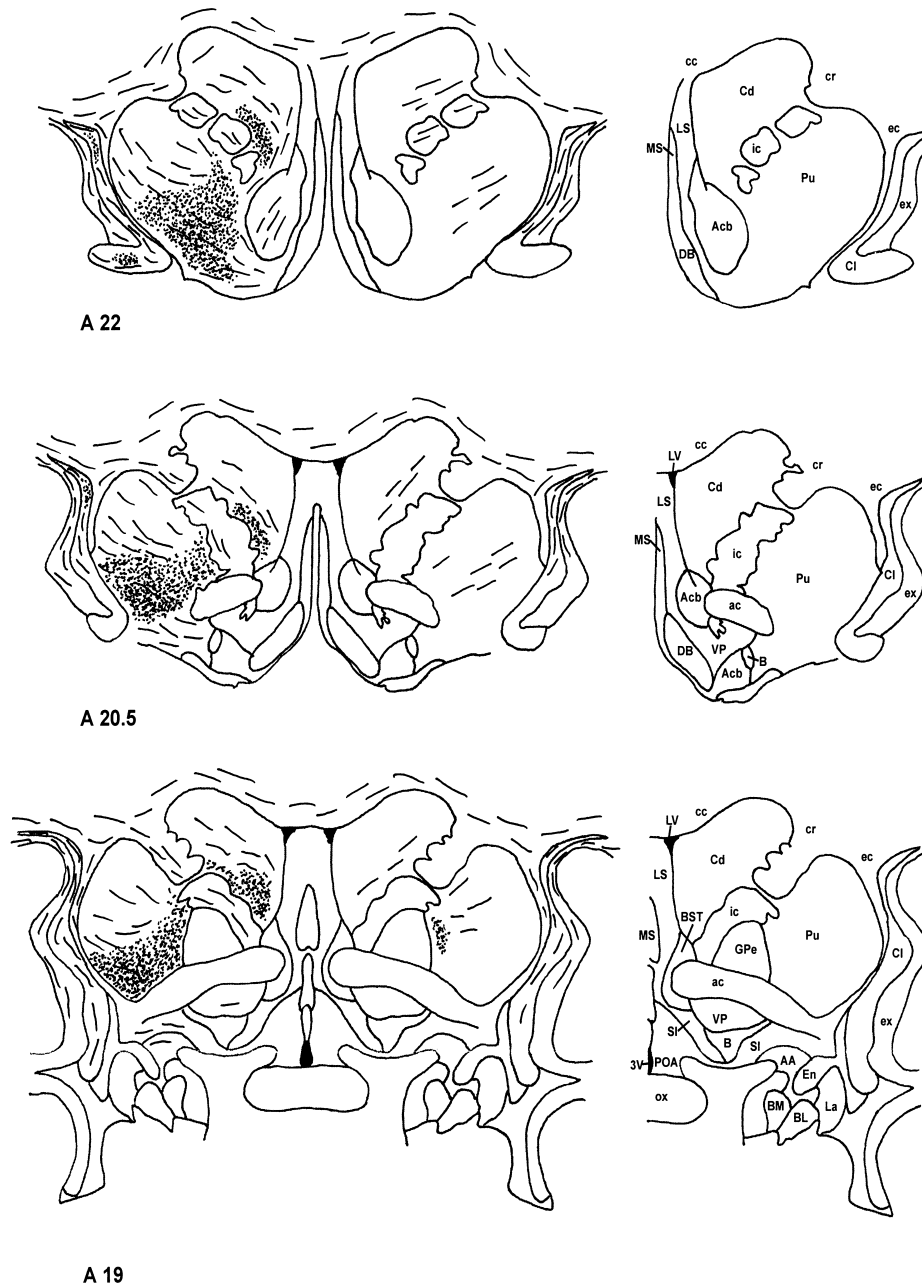 cc
Cd
cr
LS
MS
ic
ec
Pu
ex
Acb
DB
Cl
A 22
LV
cc
cr
Cd
LS
ec
MS
ic
Pu
Cl
Acb
ac
ex
DB
VP
B
Acb
A 20.5
LV
cc
cr
Cd
ec
LS
BST
ic
MS
GPe
Pu
Cl
ac
ex
VP
SI
B
SI
3V
POA
AA
En
ox
BM
BL
La
A 19